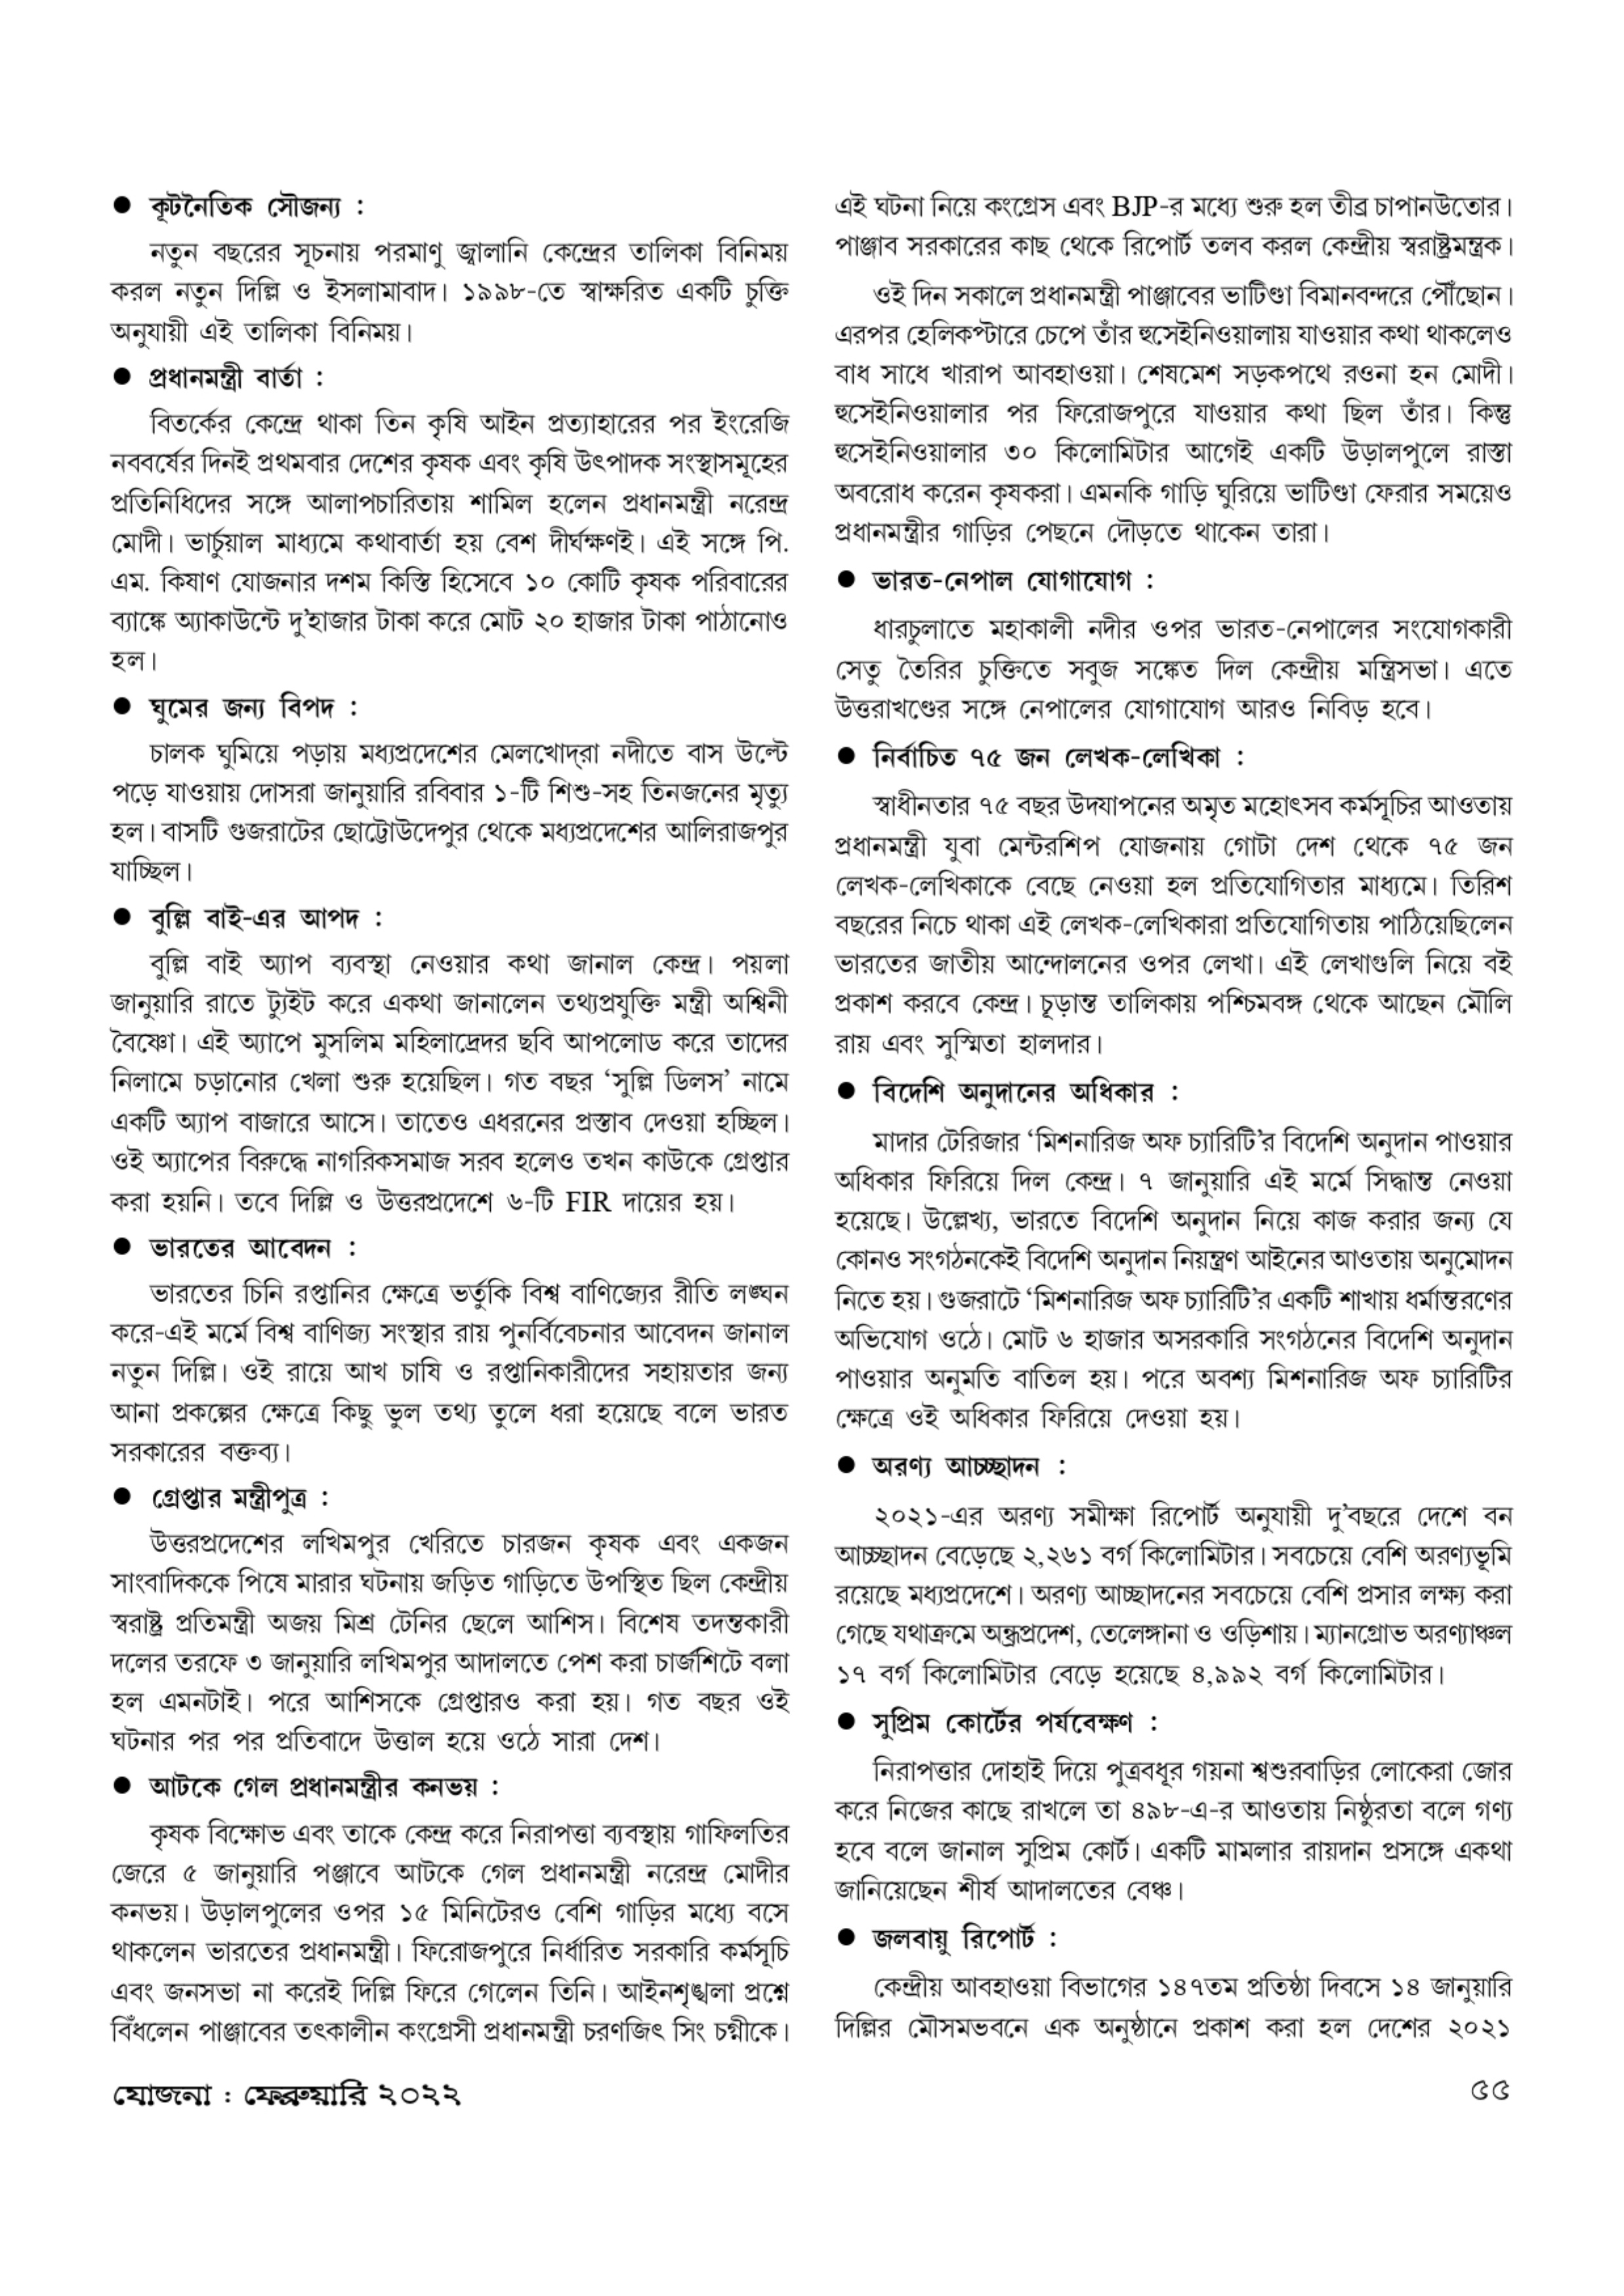 ● কূটনৈতিক সৌজন্য :
নতুন বছরের সূচনায় পরমাণু জ্বালানি কেন্দ্রের তালিকা বিনিময়
করল নতুন দিল্লি ও ইসলামাবাদ। ১৯৯৮-তে স্বাক্ষরিত একটি চুক্তি
অনুযায়ী এই তালিকা বিনিময়।
● প্রধানমন্ত্রী বার্তা :
বিতর্কের কেন্দ্রে থাকা তিন কৃষি আইন প্রত্যাহারের পর ইংরেজি
নববর্ষের দিনই প্রথমবার দেশের কৃষক এবং কৃষি উৎপাদক সংস্থাসমূহের
প্রতিনিধিদের সঙ্গে আলাপচারিতায় শামিল হলেন প্রধানমন্ত্রী নরেন্দ্র
মোদী। ভার্চুয়াল মাধ্যমে কথাবার্তা হয় বেশ দীর্ঘক্ষণই। এই সঙ্গে পি.
এম. কিষাণ যোজনার দশম কিস্তি হিসেবে ১০ কোটি কৃষক পরিবারের
ব্যাঙ্কে অ্যাকাউন্টে দু’হাজার টাকা করে মোট ২০ হাজার টাকা পাঠানোও
হল।
● ঘুমের জন্য বিপদ :
চালক ঘুমিয়ে পড়ায় মধ্যপ্রদেশের মেলখোদ্‌রা নদীতে বাস উল্টে
পড়ে যাওয়ায় দোসরা জানুয়ারি রবিবার ১-টি শিশু-সহ তিনজনের মৃত্যু
হল। বাসটি গুজরাটের ছোট্টোউদেপুর থেকে মধ্যপ্রদেশের আলিরাজপুর
যাচ্ছিল।
● বুল্লি বাই-এর আপদ :
বুল্লি বাই অ্যাপ ব্যবস্থা নেওয়ার কথা জানাল কেন্দ্র। পয়লা
জানুয়ারি রাতে ট্যুইট করে একথা জানালেন তথ্যপ্রযুক্তি মন্ত্রী অশ্বিনী
বৈষ্ণো। এই অ্যাপে মুসলিম মহিলাদ্রেদর ছবি আপলোড করে তাদের
নিলামে চড়ানোর খেলা শুরু হয়েছিল। গত বছর ‘সুল্লি ডিলস’ নামে
একটি অ্যাপ বাজারে আসে। তাতেও এধরনের প্রস্তাব দেওয়া হচ্ছিল।
ওই অ্যাপের বিরুদ্ধে নাগরিকসমাজ সরব হলেও তখন কাউকে গ্রেপ্তার
করা হয়নি। তবে দিল্লি ও উত্তরপ্রদেশে ৬-টি FIR দায়ের হয়।
● ভারতের আবেদন :
ভারতের চিনি রপ্তানির ক্ষেত্রে ভর্তুকি বিশ্ব বাণিজ্যের রীতি লঙ্ঘন
করে-এই মর্মে বিশ্ব বাণিজ্য সংস্থার রায় পুনর্বিবেচনার আবেদন জানাল
নতুন দিল্লি। ওই রায়ে আখ চাষি ও রপ্তানিকারীদের সহায়তার জন্য
আনা প্রকল্পের ক্ষেত্রে কিছু ভুল তথ্য তুলে ধরা হয়েছে বলে ভারত
সরকারের বক্তব্য।
● গ্রেপ্তার মন্ত্রীপুত্র :
উত্তরপ্রদেশের লখিমপুর খেরিতে চারজন কৃষক এবং একজন
সাংবাদিককে পিষে মারার ঘটনায় জড়িত গাড়িতে উপস্থিত ছিল কেন্দ্রীয়
স্বরাষ্ট্র প্রতিমন্ত্রী অজয় মিশ্র টেনির ছেলে আশিস। বিশেষ তদন্তকারী
দলের তরফে ৩ জানুয়ারি লখিমপুর আদালতে পেশ করা চার্জশিটে বলা
হল এমনটাই। পরে আশিসকে গ্রেপ্তারও করা হয়। গত বছর ওই
ঘটনার পর পর প্রতিবাদে উত্তাল হয়ে ওঠে সারা দেশ।
● আটকে গেল প্রধানমন্ত্রীর কনভয় :
কৃষক বিক্ষোভ এবং তাকে কেন্দ্র করে নিরাপত্তা ব্যবস্থায় গাফিলতির
জেরে ৫ জানুয়ারি পঞ্জাবে আটকে গেল প্রধানমন্ত্রী নরেন্দ্র মোদীর
কনভয়। উড়ালপুলের ওপর ১৫ মিনিটেরও বেশি গাড়ির মধ্যে বসে
থাকলেন ভারতের প্রধানমন্ত্রী। ফিরোজপুরে নির্ধারিত সরকারি কর্মসূচি
এবং জনসভা না করেই দিল্লি ফিরে গেলেন তিনি। আইনশৃঙ্খলা প্রশ্নে
বিঁধলেন পাঞ্জাবের তৎকালীন কংগ্রেসী প্রধানমন্ত্রী চরণজিৎ সিং চন্নীকে।
এই ঘটনা নিয়ে কংগ্রেস এবং BJP-র মধ্যে শুরু হল তীব্র চাপানউতোর।
পাঞ্জাব সরকারের কাছ থেকে রিপোর্ট তলব করল কেন্দ্রীয় স্বরাষ্ট্রমন্ত্রক।
ওই দিন সকালে প্রধানমন্ত্রী পাঞ্জাবের ভাটিণ্ডা বিমানবন্দরে পৌঁছোন।
এরপর হেলিকপ্টারে চেপে তাঁর হুসেইনিওয়ালায় যাওয়ার কথা থাকলেও
বাধ সাধে খারাপ আবহাওয়া। শেষমেশ সড়কপথে রওনা হন মোদী।
হুসেইনিওয়ালার পর ফিরোজপুরে যাওয়ার কথা ছিল তাঁর। কিন্তু
হুসেইনিওয়ালার ৩০ কিলোমিটার আগেই একটি উড়ালপুলে রাস্তা
অবরোধ করেন কৃষকরা। এমনকি গাড়ি ঘুরিয়ে ভাটিণ্ডা ফেরার সময়েও
প্রধানমন্ত্রীর গাড়ির পেছনে দৌড়তে থাকেন তারা।
● ভারত-নেপাল যোগাযোগ :
ধারচুলাতে মহাকালী নদীর ওপর ভারত-নেপালের সংযোগকারী
সেতু তৈরির চুক্তিতে সবুজ সঙ্কেত দিল কেন্দ্রীয় মন্ত্রিসভা। এতে
উত্তরাখণ্ডের সঙ্গে নেপালের যোগাযোগ আরও নিবিড় হবে।
● নির্বাচিত ৭৫ জন লেখক-লেখিকা :
স্বাধীনতার ৭৫ বছর উদযাপনের অমৃত মহোৎসব কর্মসূচির আওতায়
প্রধানমন্ত্রী যুবা মেন্টরশিপ যোজনায় গোটা দেশ থেকে ৭৫ জন
লেখক-লেখিকাকে বেছে নেওয়া হল প্রতিযোগিতার মাধ্যমে। তিরিশ
বছরের নিচে থাকা এই লেখক-লেখিকারা প্রতিযোগিতায় পাঠিয়েছিলেন
ভারতের জাতীয় আন্দোলনের ওপর লেখা। এই লেখাগুলি নিয়ে বই
প্রকাশ করবে কেন্দ্র। চূড়ান্ত তালিকায় পশ্চিমবঙ্গ থেকে আছেন মৌলি
রায় এবং সুস্মিতা হালদার।
● বিদেশি অনুদানের অধিকার :
মাদার টেরিজার ‘মিশনারিজ অফ চ্যারিটি’র বিদেশি অনুদান পাওয়ার
অধিকার ফিরিয়ে দিল কেন্দ্র। ৭ জানুয়ারি এই মর্মে সিদ্ধান্ত নেওয়া
হয়েছে। উল্লেখ্য, ভারতে বিদেশি অনুদান নিয়ে কাজ করার জন্য যে
কোনও সংগঠনকেই বিদেশি অনুদান নিয়ন্ত্রণ আইনের আওতায় অনুমোদন
নিতে হয়। গুজরাটে ‘মিশনারিজ অফ চ্যারিটি’র একটি শাখায় ধর্মান্তরণের
অভিযোগ ওঠে। মোট ৬ হাজার অসরকারি সংগঠনের বিদেশি অনুদান
পাওয়ার অনুমতি বাতিল হয়। পরে অবশ্য মিশনারিজ অফ চ্যারিটির
ক্ষেত্রে ওই অধিকার ফিরিয়ে দেওয়া হয়।
● অরণ্য আচ্ছাদন :
২০২১-এর অরণ্য সমীক্ষা রিপোর্ট অনুযায়ী দু’বছরে দেশে বন
আচ্ছাদন বেড়েছে ২,২৬১ বর্গ কিলোমিটার। সবচেয়ে বেশি অরণ্যভূমি
রয়েছে মধ্যপ্রদেশে। অরণ্য আচ্ছাদনের সবচেয়ে বেশি প্রসার লক্ষ্য করা
গেছে যথাক্রমে অন্ধ্রপ্রদেশ, তেলেঙ্গানা ও ওড়িশায়। ম্যানগ্রোভ অরণ্যাঞ্চল
১৭ বর্গ কিলোমিটার বেড়ে হয়েছে ৪,৯৯২ বর্গ কিলোমিটার।
● সুপ্রিম কোর্টের পর্যবেক্ষণ :
নিরাপত্তার দোহাই দিয়ে পুত্রবধূর গয়না শ্বশুরবাড়ির লোকেরা জোর
করে নিজের কাছে রাখলে তা ৪৯৮-এ-র আওতায় নিষ্ঠুরতা বলে গণ্য
হবে বলে জানাল সুপ্রিম কোর্ট। একটি মামলার রায়দান প্রসঙ্গে একথা
জানিয়েছেন শীর্ষ আদালতের বেঞ্চ।
● জলবায়ু রিপোর্ট :
কেন্দ্রীয় আবহাওয়া বিভাগের ১৪৭তম প্রতিষ্ঠা দিবসে ১৪ জানুয়ারি
দিল্লির মৌসমভবনে এক অনুষ্ঠানে প্রকাশ করা হল দেশের ২০২১
যোজনা : ফেব্রুয়ারি ২০২২
৫৫